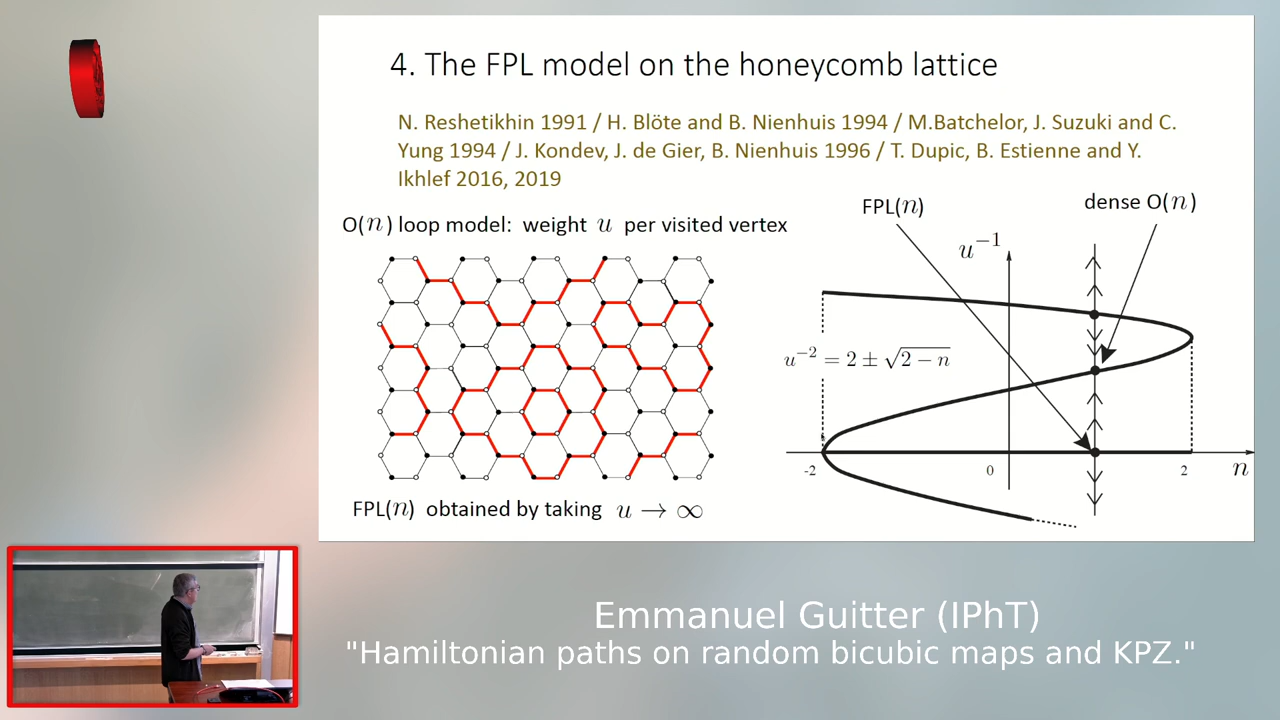 4. The FPL model on the honeycomb lattice
N. Reshetikhin 1991 / H. Blöte and B. Nienhuis 1994 / M.Batchelor, J. Suzuki and C.
Yung 1994 / J. Kondev, J. de Gier, B. Nienhuis 1996 / T. Dupic, B. Estienne and Y.
Ikhlef 2016, 2019
O(n) loop model: weight u per visited vertex
FPL(n)
dense O(n)
u⁻¹
u⁻² = 2 ± √(2 − n)
-2
0
2
n
FPL(n) obtained by taking u → ∞
Emmanuel Guitter (IPhT)
"Hamiltonian paths on random bicubic maps and KPZ."